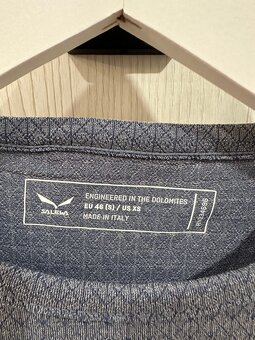 ENGINEERED IN THE DOLOMITES
EU 46 (S) / US XS
MADE IN ITALY
SALEWA